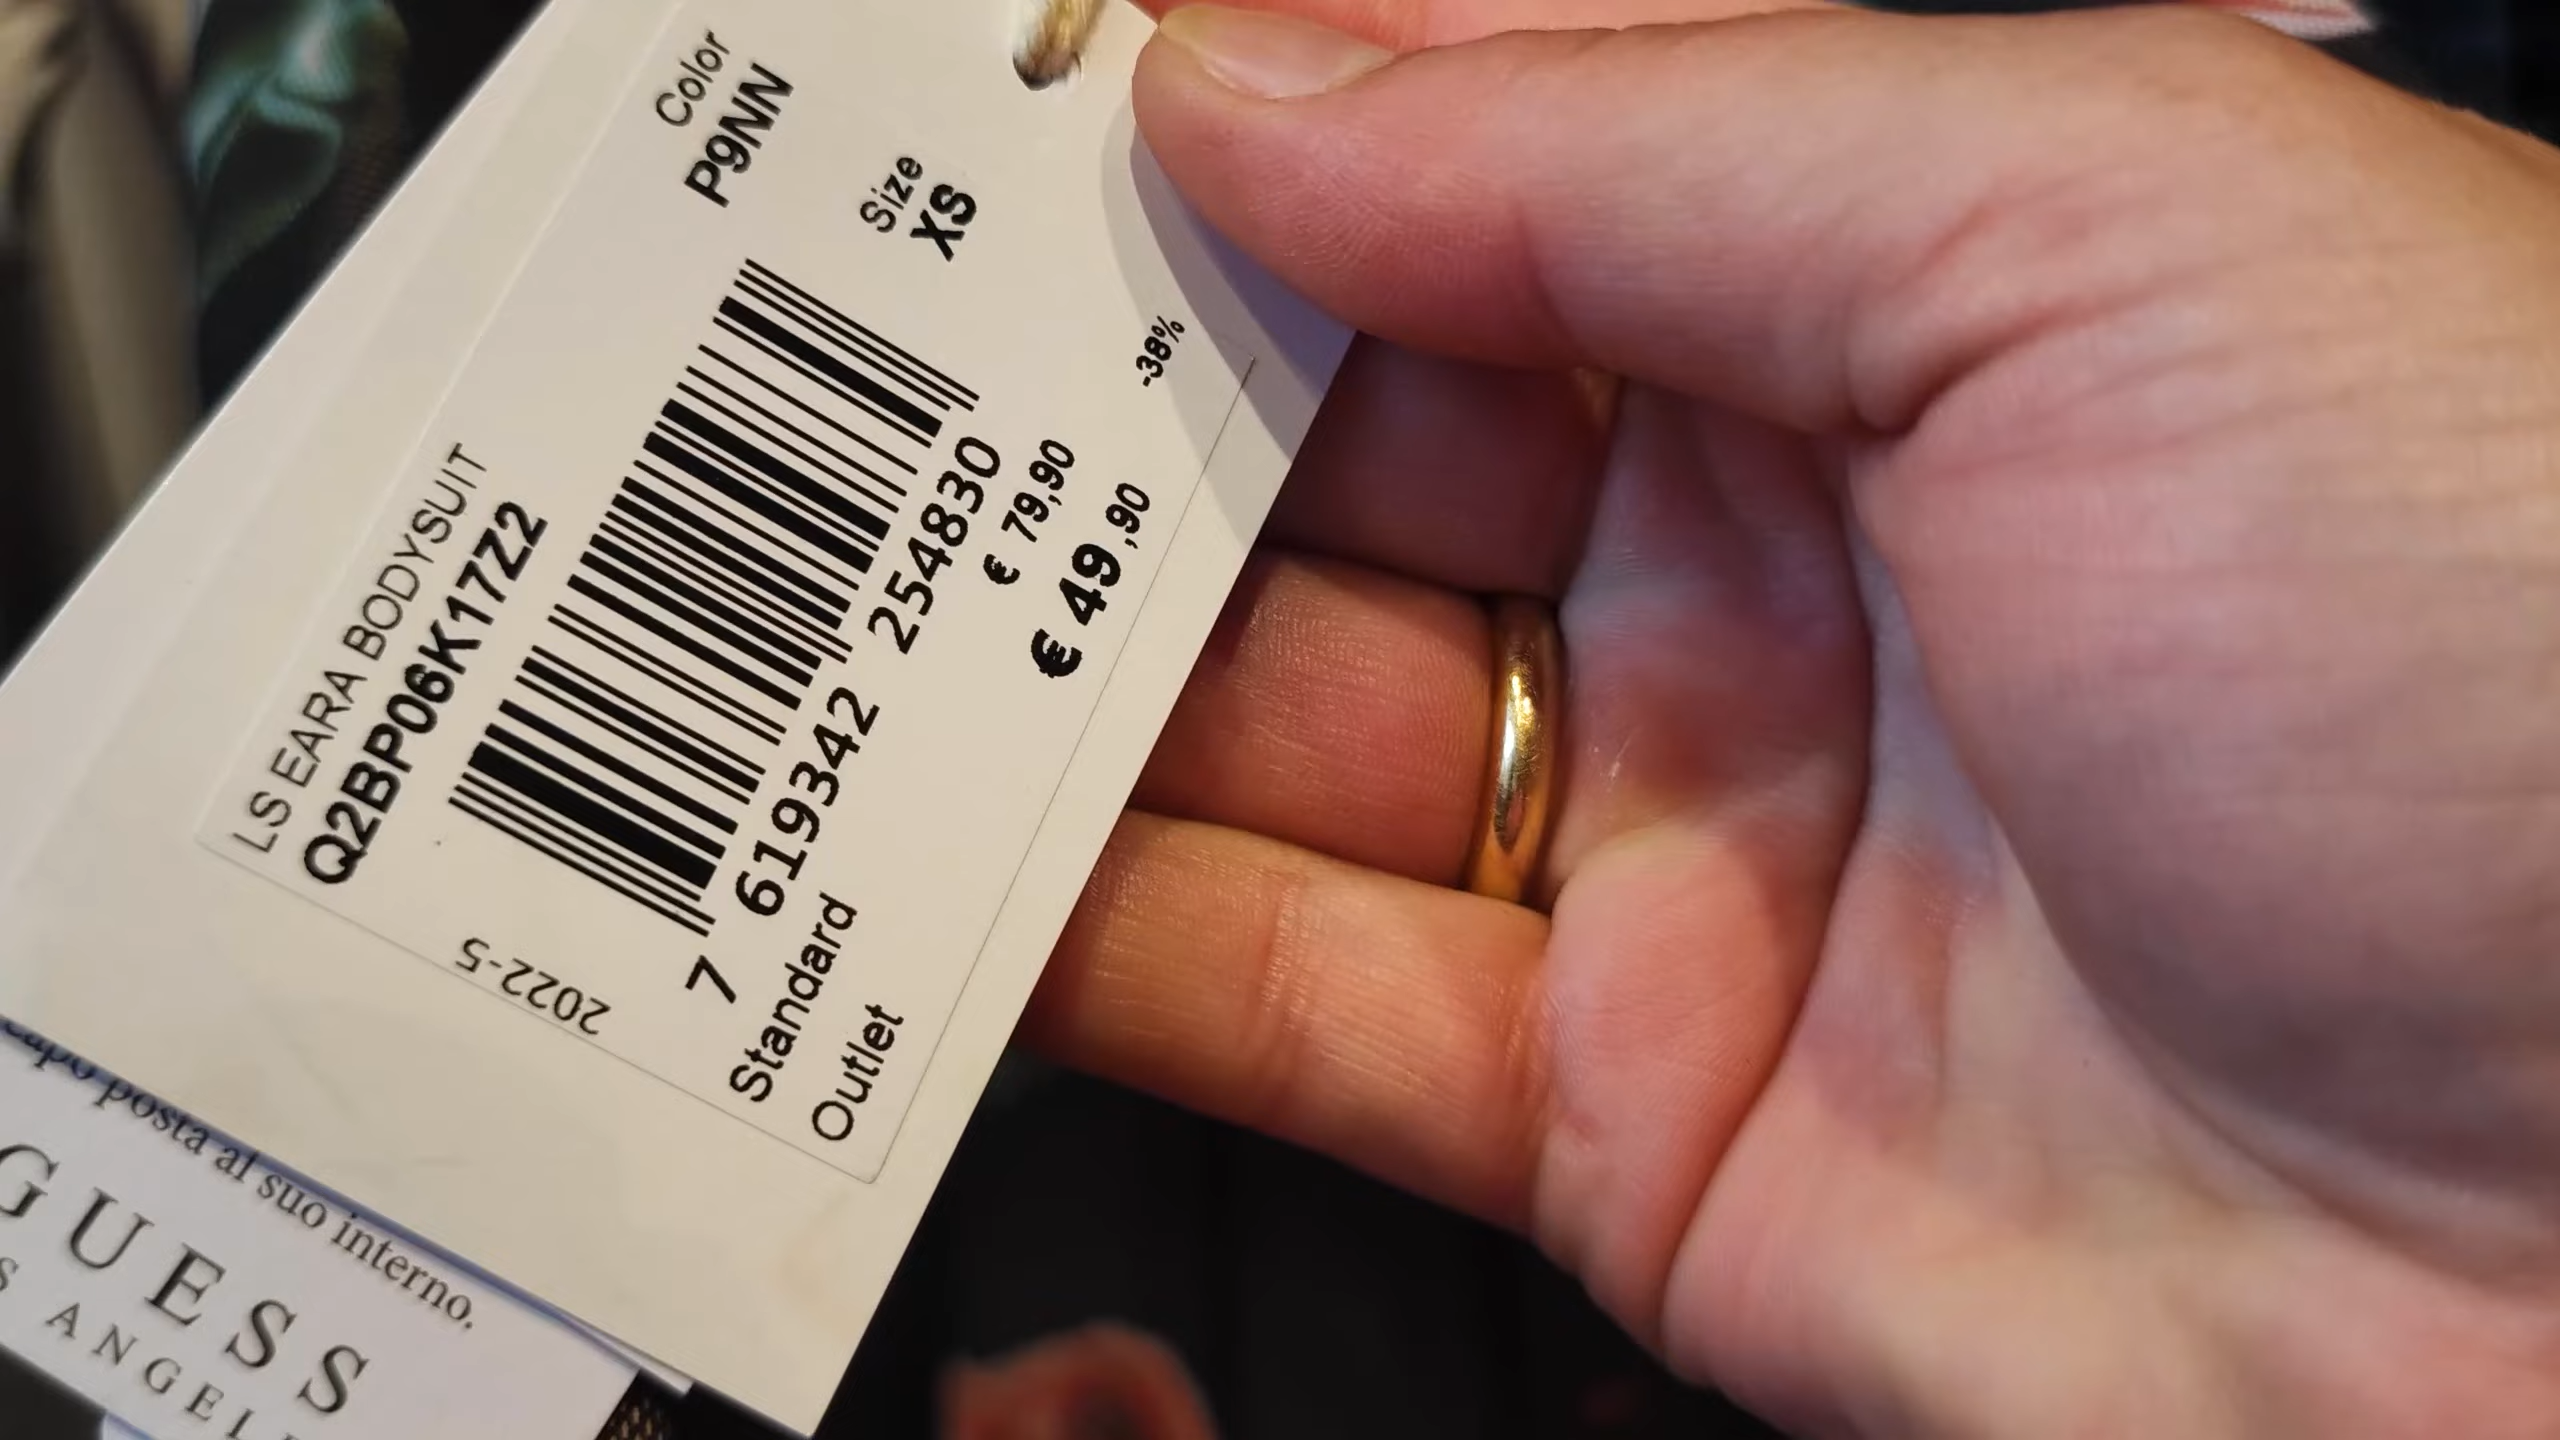 LS EARA BODYSUIT
Q2BP06K17Z2
Color
P9NN
Size
XS
7 619342 254830
Standard
€ 79,90
Outlet
€ 49,90
-38%
2022-5
capo posta al suo interno.
GUESS
S ANGEL